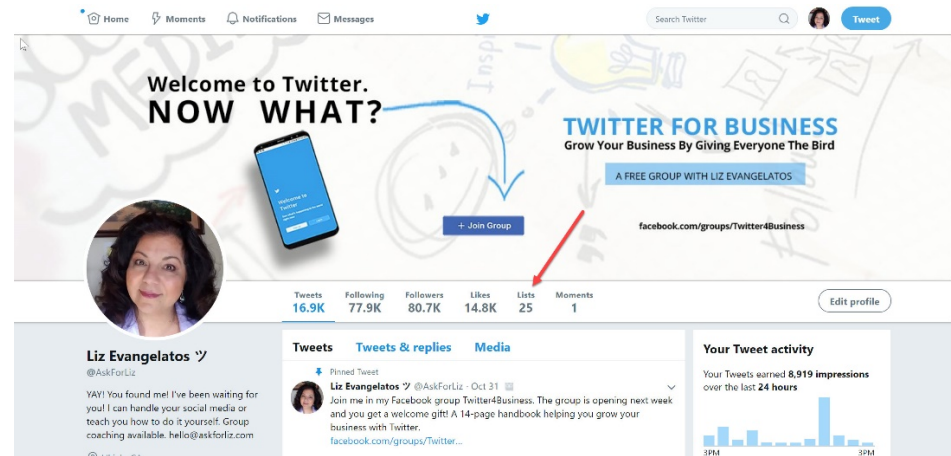 Home Moments Notifications Messages Search Twitter Tweet
Welcome to Twitter.
NOW WHAT?
TWITTER FOR BUSINESS
Grow Your Business By Giving Everyone The Bird
A FREE GROUP WITH LIZ EVANGELATOS
Welcome to
Twitter
+ Join Group
facebook.com/groups/Twitter4Business
Tweets Following Followers Likes Lists Moments
16.9K 77.9K 80.7K 14.8K 25 1
Edit profile
Liz Evangelatos ツ
@AskForLiz
YAY! You found me! I've been waiting for
you! I can handle your social media or
teach you how to do it yourself. Group
coaching available. hello@askforliz.com
Tweets Tweets & replies Media
Pinned Tweet
Liz Evangelatos ツ @AskForLiz · Oct 31
Join me in my Facebook group Twitter4Business. The group is opening next week
and you get a welcome gift! A 14-page handbook helping you grow your
business with Twitter.
facebook.com/groups/Twitter...
Your Tweet activity
Your Tweets earned 8,919 impressions
over the last 24 hours
3PM 3PM